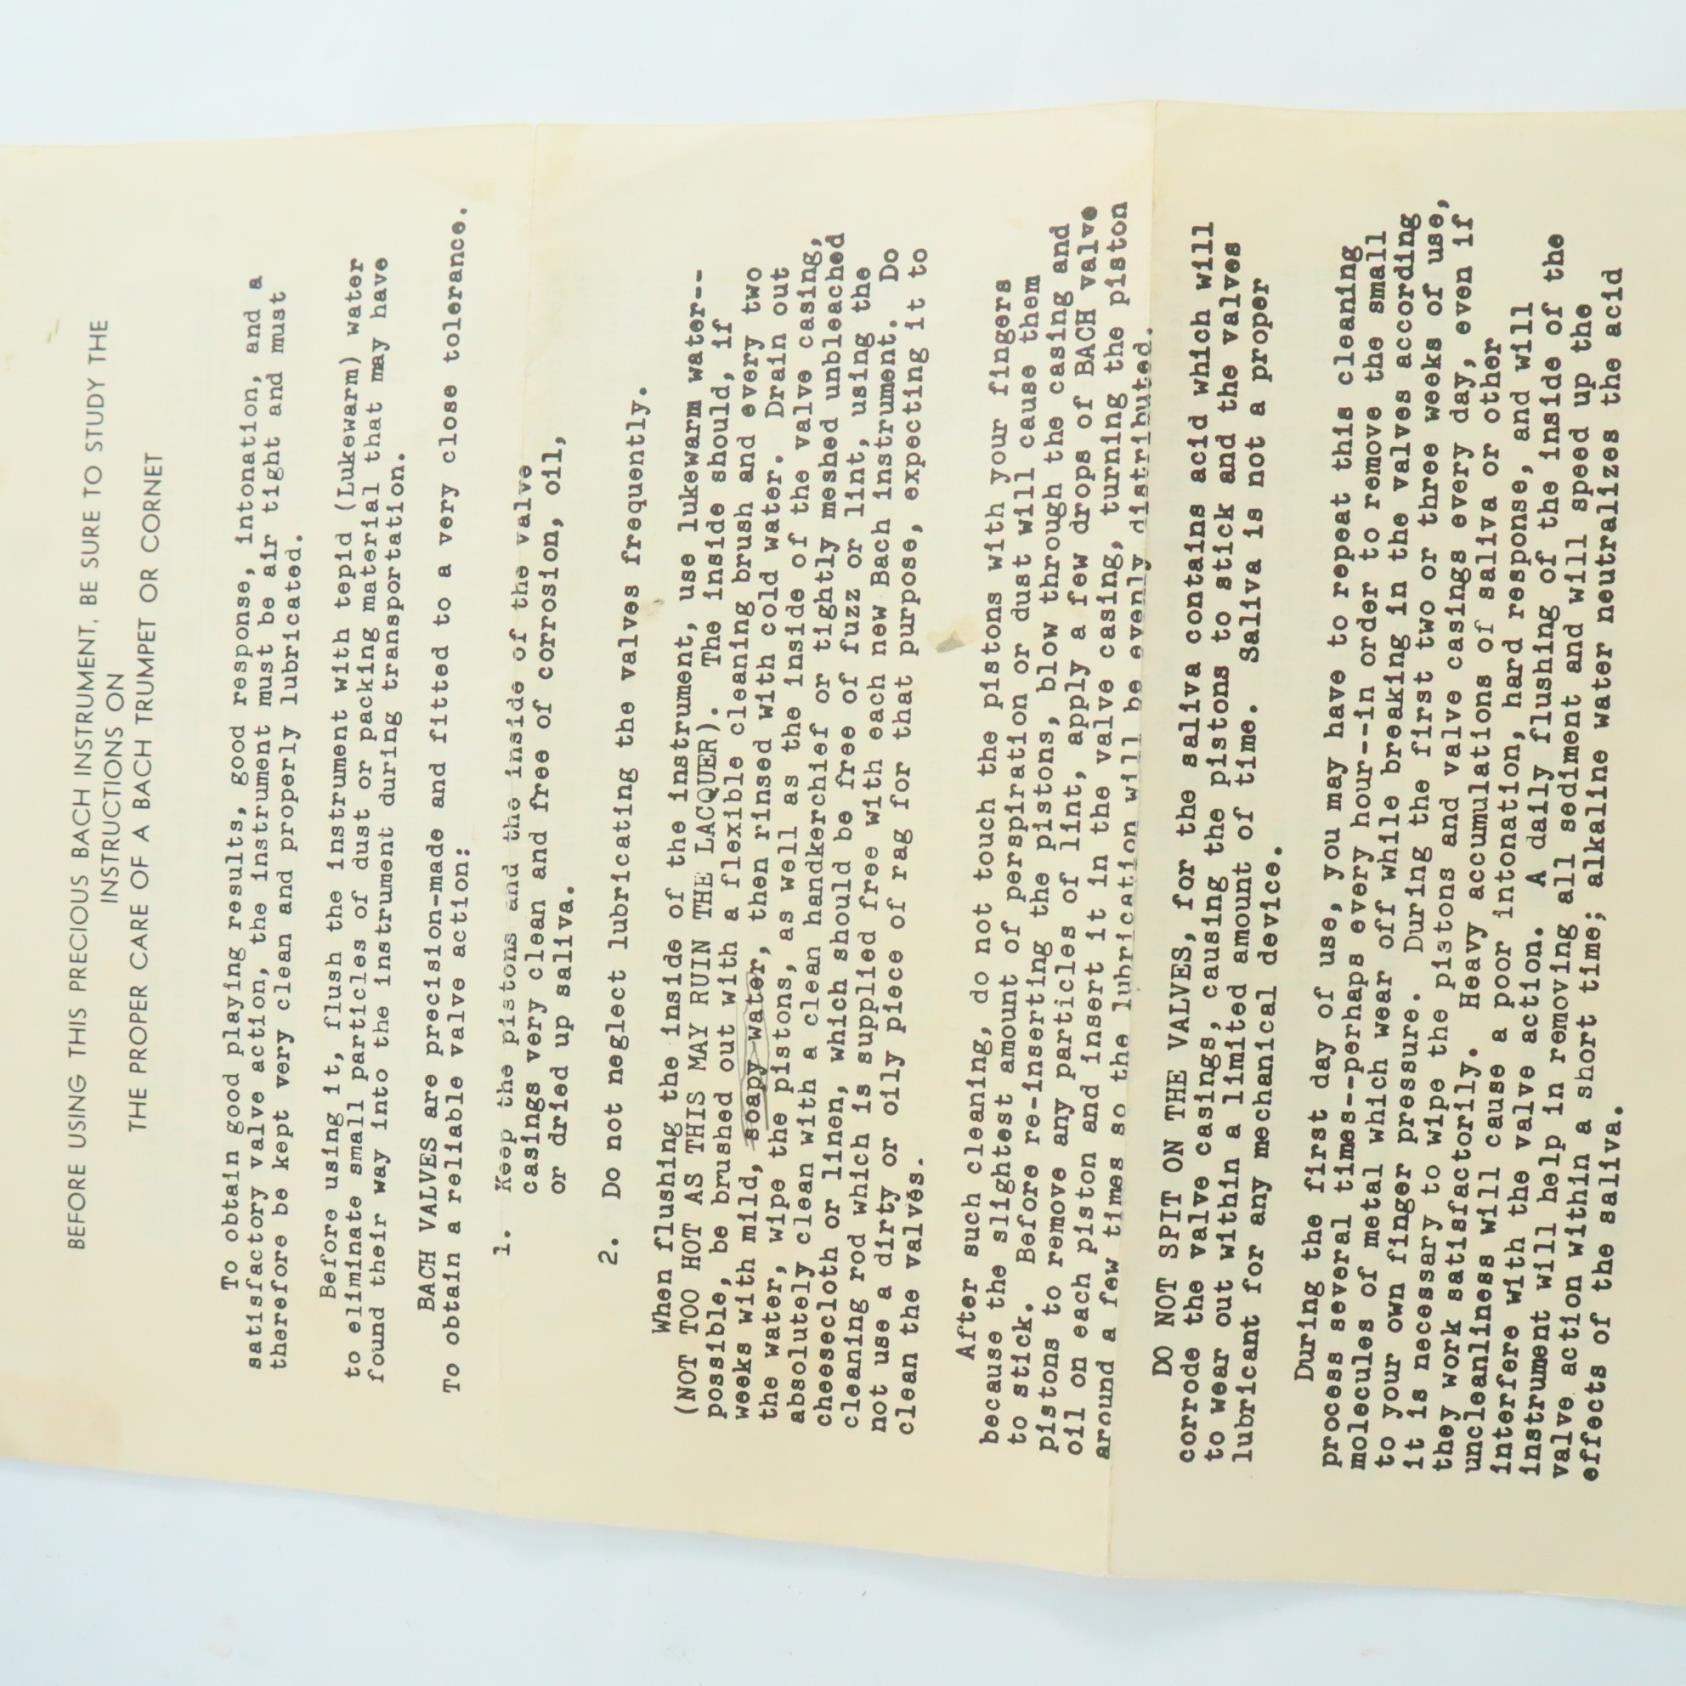 BEFORE USING THIS PRECIOUS BACH INSTRUMENT, BE SURE TO STUDY THE
INSTRUCTIONS ON
THE PROPER CARE OF A BACH TRUMPET OR CORNET
To obtain good playing results, good response, intonation, and a
satisfactory valve action, the instrument must be air tight and must
therefore be kept very clean and properly lubricated.
Before using it, flush the instrument with tepid (Lukewarm) water
to eliminate small particles of dust or packing material that may have
found their way into the instrument during transportation.
BACH VALVES are precision-made and fitted to a very close tolerance.
To obtain a reliable valve action:
1. Keep the pistons and the inside of the valve
casings very clean and free of corrosion, oil,
or dried up saliva.
2. Do not neglect lubricating the valves frequently.
When flushing the inside of the instrument, use lukewarm water--
(NOT TOO HOT AS THIS MAY RUIN THE LACQUER). The inside should, if
possible, be brushed out with a flexible cleaning brush and every two
weeks with mild, soapy water, then rinsed with cold water. Drain out
the water, wipe the pistons, as well as the inside of the valve casing,
absolutely clean with a clean handkerchief or tightly meshed unbleached
cheesecloth or linen, which should be free of fuzz or lint, using the
cleaning rod which is supplied free with each new Bach instrument. Do
not use a dirty or oily piece of rag for that purpose, expecting it to
clean the valves.
After such cleaning, do not touch the pistons with your fingers
because the slightest amount of perspiration or dust will cause them
to stick. Before re-inserting the pistons, blow through the casing and
pistons to remove any particles of lint, apply a few drops of BACH valve
oil on each piston and insert it in the valve casing, turning the piston
around a few times so the lubrication will be evenly distributed.
DO NOT SPIT ON THE VALVES, for the saliva contains acid which will
corrode the valve casings, causing the pistons to stick and the valves
to wear out within a limited amount of time. Saliva is not a proper
lubricant for any mechanical device.
During the first day of use, you may have to repeat this cleaning
process several times--perhaps every hour--in order to remove the small
molecules of metal which wear off while breaking in the valves according
to your own finger pressure. During the first two or three weeks of use,
it is necessary to wipe the pistons and valve casings every day, even if
they work satisfactorily. Heavy accumulations of saliva or other
uncleanliness will cause a poor intonation, hard response, and will
interfere with the valve action. A daily flushing of the inside of the
instrument will help in removing all sediment and will speed up the
valve action within a short time; alkaline water neutralizes the acid
effects of the saliva.